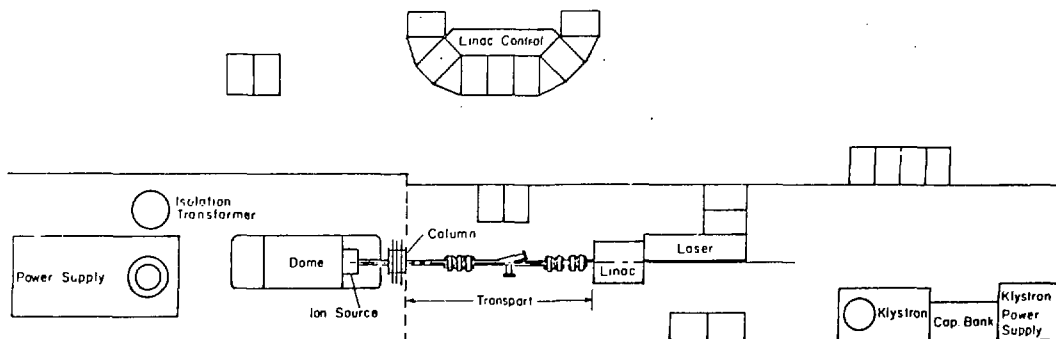 Linac Control
Isolation
Transformer
Column
Power Supply
Dome
Laser
Linac
Ion Source
Transport
Klystron
Cap. Bank
Klystron
Power
Supply